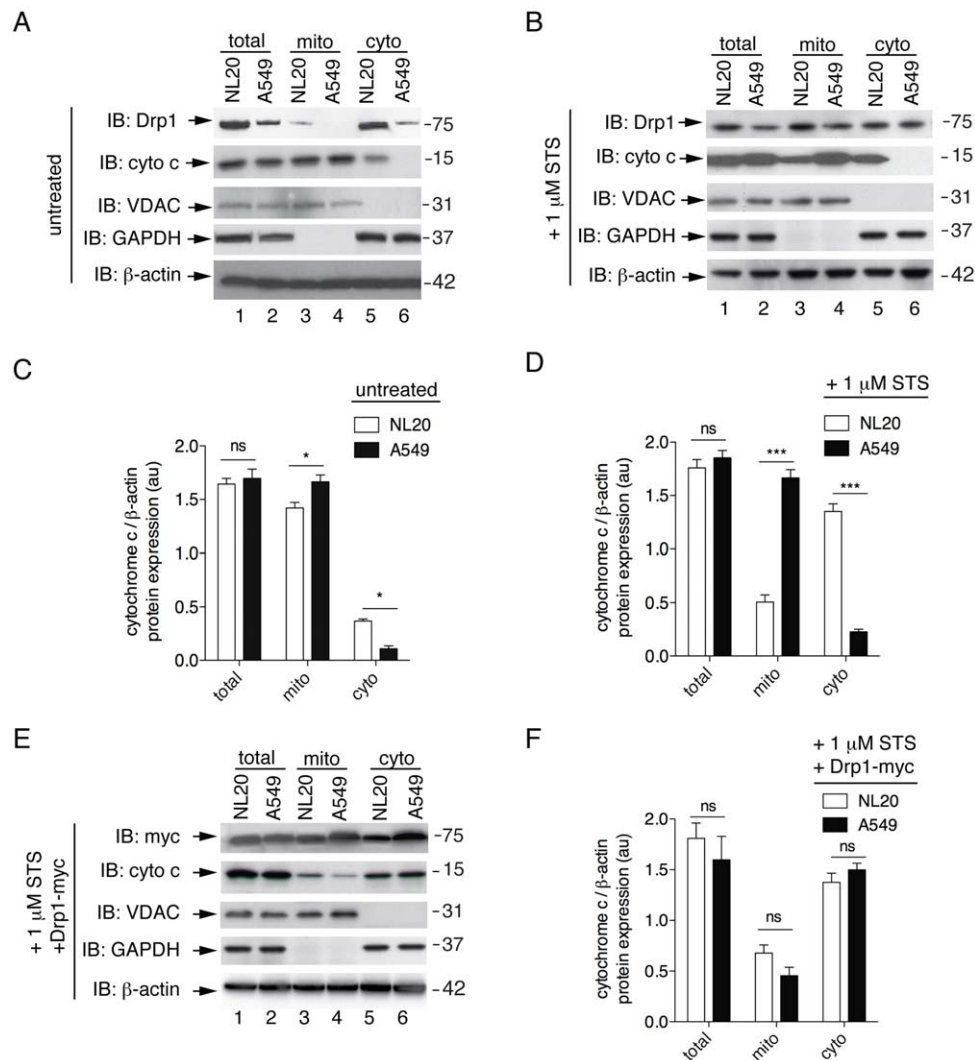 A
total mito cyto
NL20 A549 NL20 A549 NL20 A549
untreated
IB: Drp1 -75
IB: cyto c -15
IB: VDAC -31
IB: GAPDH -37
IB: β-actin -42
1 2 3 4 5 6
B
total mito cyto
NL20 A549 NL20 A549 NL20 A549
+ 1 μM STS
IB: Drp1 -75
IB: cyto c -15
IB: VDAC -31
IB: GAPDH -37
IB: β-actin -42
1 2 3 4 5 6
C
untreated
NL20
A549
cytochrome c / β-actin
protein expression (au)
2.0
1.5
1.0
0.5
0.0
ns * *
total mito cyto
D
+ 1 μM STS
NL20
A549
cytochrome c / β-actin
protein expression (au)
2.0
1.5
1.0
0.5
0.0
ns *** ***
total mito cyto
E
total mito cyto
NL20 A549 NL20 A549 NL20 A549
+ 1 μM STS
+Drp1-myc
IB: myc -75
IB: cyto c -15
IB: VDAC -31
IB: GAPDH -37
IB: β-actin -42
1 2 3 4 5 6
F
+ 1 μM STS
+ Drp1-myc
NL20
A549
cytochrome c / β-actin
protein expression (au)
2.0
1.5
1.0
0.5
0.0
ns ns ns
total mito cyto